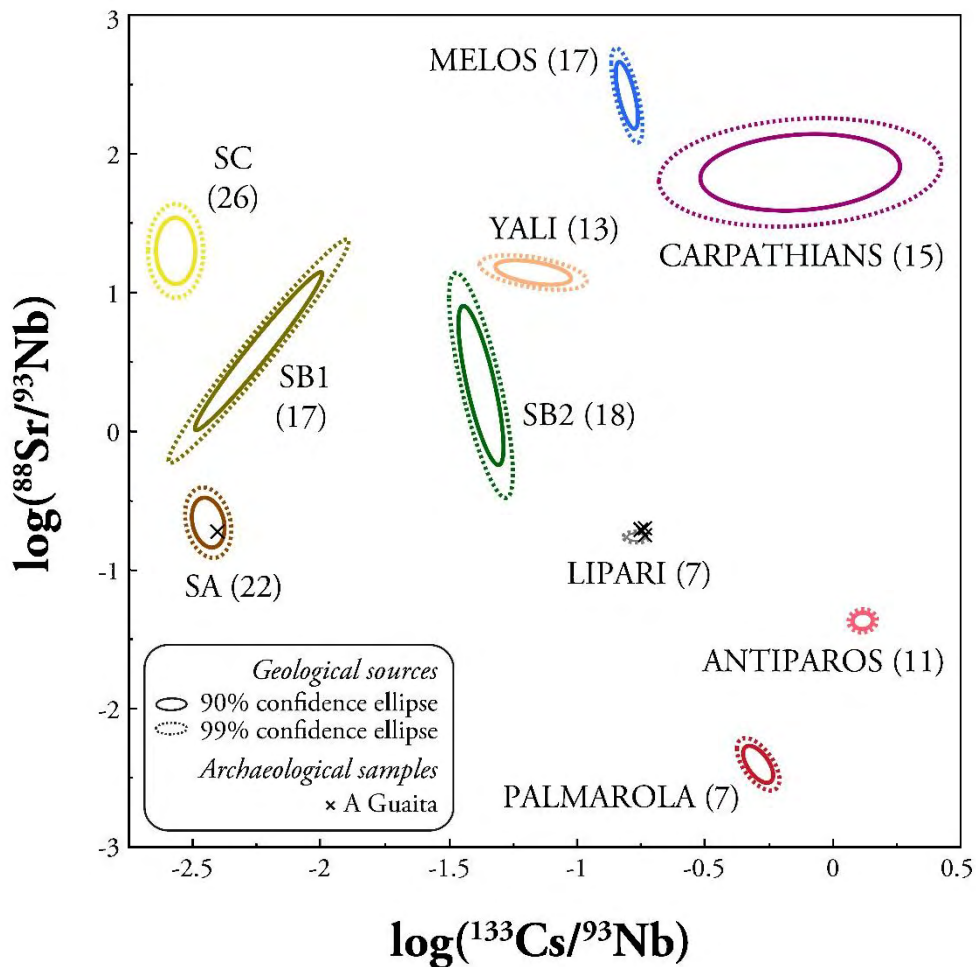 3
MELOS (17)
SC
(26)
2
YALI (13)
CARPATHIANS (15)
1
SB1
(17)
SB2 (18)
0
log(⁸⁸Sr/⁹³Nb)
-1
SA (22)
LIPARI (7)
ANTIPAROS (11)
Geological sources
90% confidence ellipse
99% confidence ellipse
Archaeological samples
× A Guaita
-2
PALMAROLA (7)
-3
-2.5 -2 -1.5 -1 -0.5 0 0.5
log(¹³³Cs/⁹³Nb)